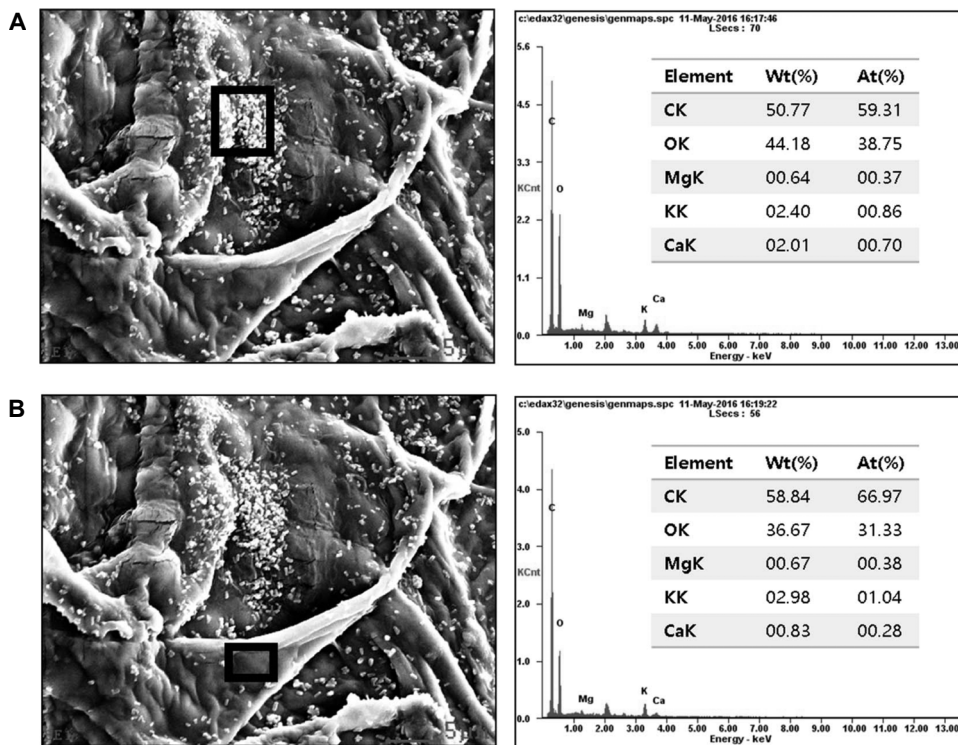 A
c:\edax32\genesis\genmaps.spc 11-May-2016 16:17:46
LSecs : 70
5.6
4.5
3.3
KCnt
2.2
1.1
0.0
C
O
Mg
K
Ca
1.00 2.00 3.00 4.00 5.00 6.00 7.00 8.00 9.00 10.00 11.00 12.00 13.00
Energy - keV
Element Wt(%) At(%)
CK 50.77 59.31
OK 44.18 38.75
MgK 00.64 00.37
KK 02.40 00.86
CaK 02.01 00.70
5µm
B
c:\edax32\genesis\genmaps.spc 11-May-2016 16:19:22
LSecs : 56
5.0
4.0
3.0
KCnt
2.0
1.0
0.0
C
O
Mg
K
Ca
1.00 2.00 3.00 4.00 5.00 6.00 7.00 8.00 9.00 10.00 11.00 12.00 13.00
Energy - keV
Element Wt(%) At(%)
CK 58.84 66.97
OK 36.67 31.33
MgK 00.67 00.38
KK 02.98 01.04
CaK 00.83 00.28
5µm